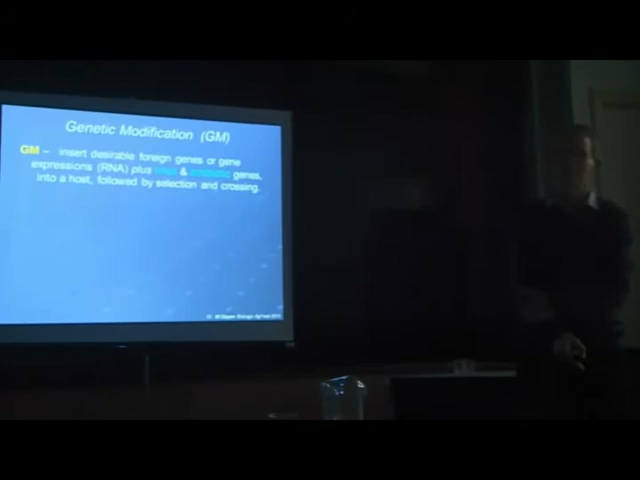 Genetic Modification (GM)
GM – insert desirable foreign genes or gene
expressions (RNA) plus & genes,
into a host, followed by selection and crossing.